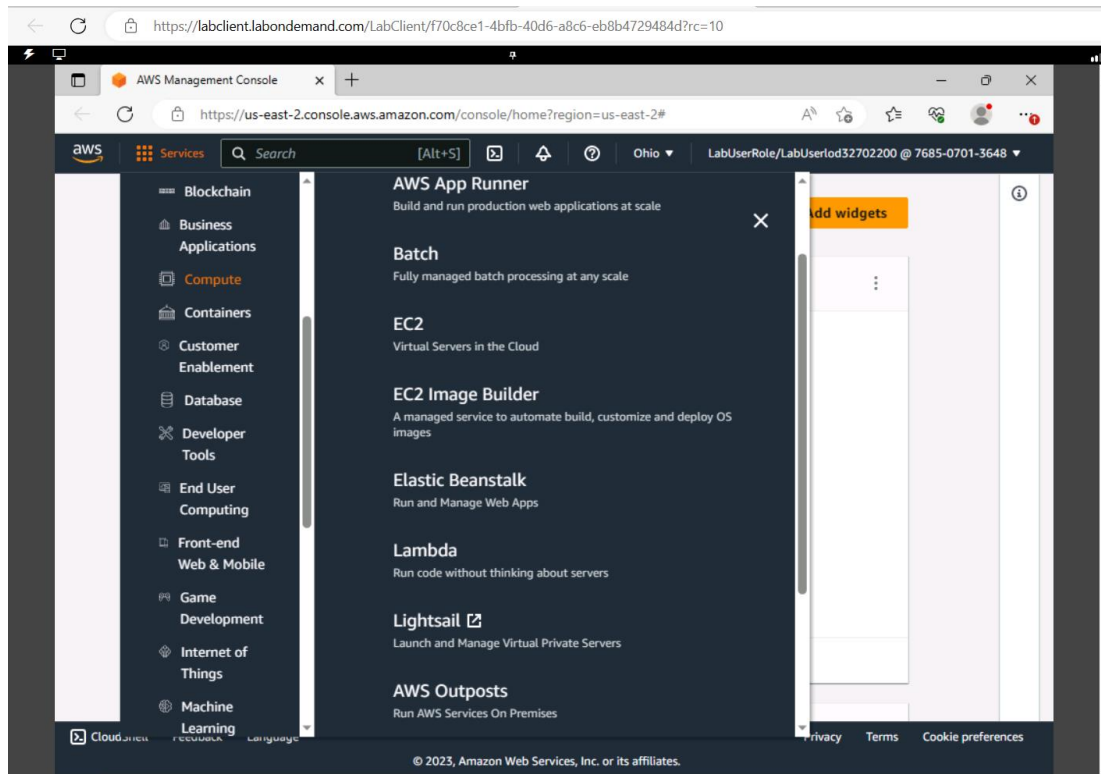 https://labclient.labondemand.com/LabClient/f70c8ce1-4bfb-40d6-a8c6-eb8b4729484d?rc=10
AWS Management Console
https://us-east-2.console.aws.amazon.com/console/home?region=us-east-2#
aws Services Search [Alt+S] Ohio LabUserRole/LabUserlod32702200 @ 7685-0701-3648
Blockchain
Business
Applications
Compute
Containers
Customer
Enablement
Database
Developer
Tools
End User
Computing
Front-end
Web & Mobile
Game
Development
Internet of
Things
Machine
Learning
AWS App Runner
Build and run production web applications at scale
Batch
Fully managed batch processing at any scale
EC2
Virtual Servers in the Cloud
EC2 Image Builder
A managed service to automate build, customize and deploy OS
images
Elastic Beanstalk
Run and Manage Web Apps
Lambda
Run code without thinking about servers
Lightsail
Launch and Manage Virtual Private Servers
AWS Outposts
Run AWS Services On Premises
Add widgets
CloudShell Feedback Language Privacy Terms Cookie preferences
© 2023, Amazon Web Services, Inc. or its affiliates.